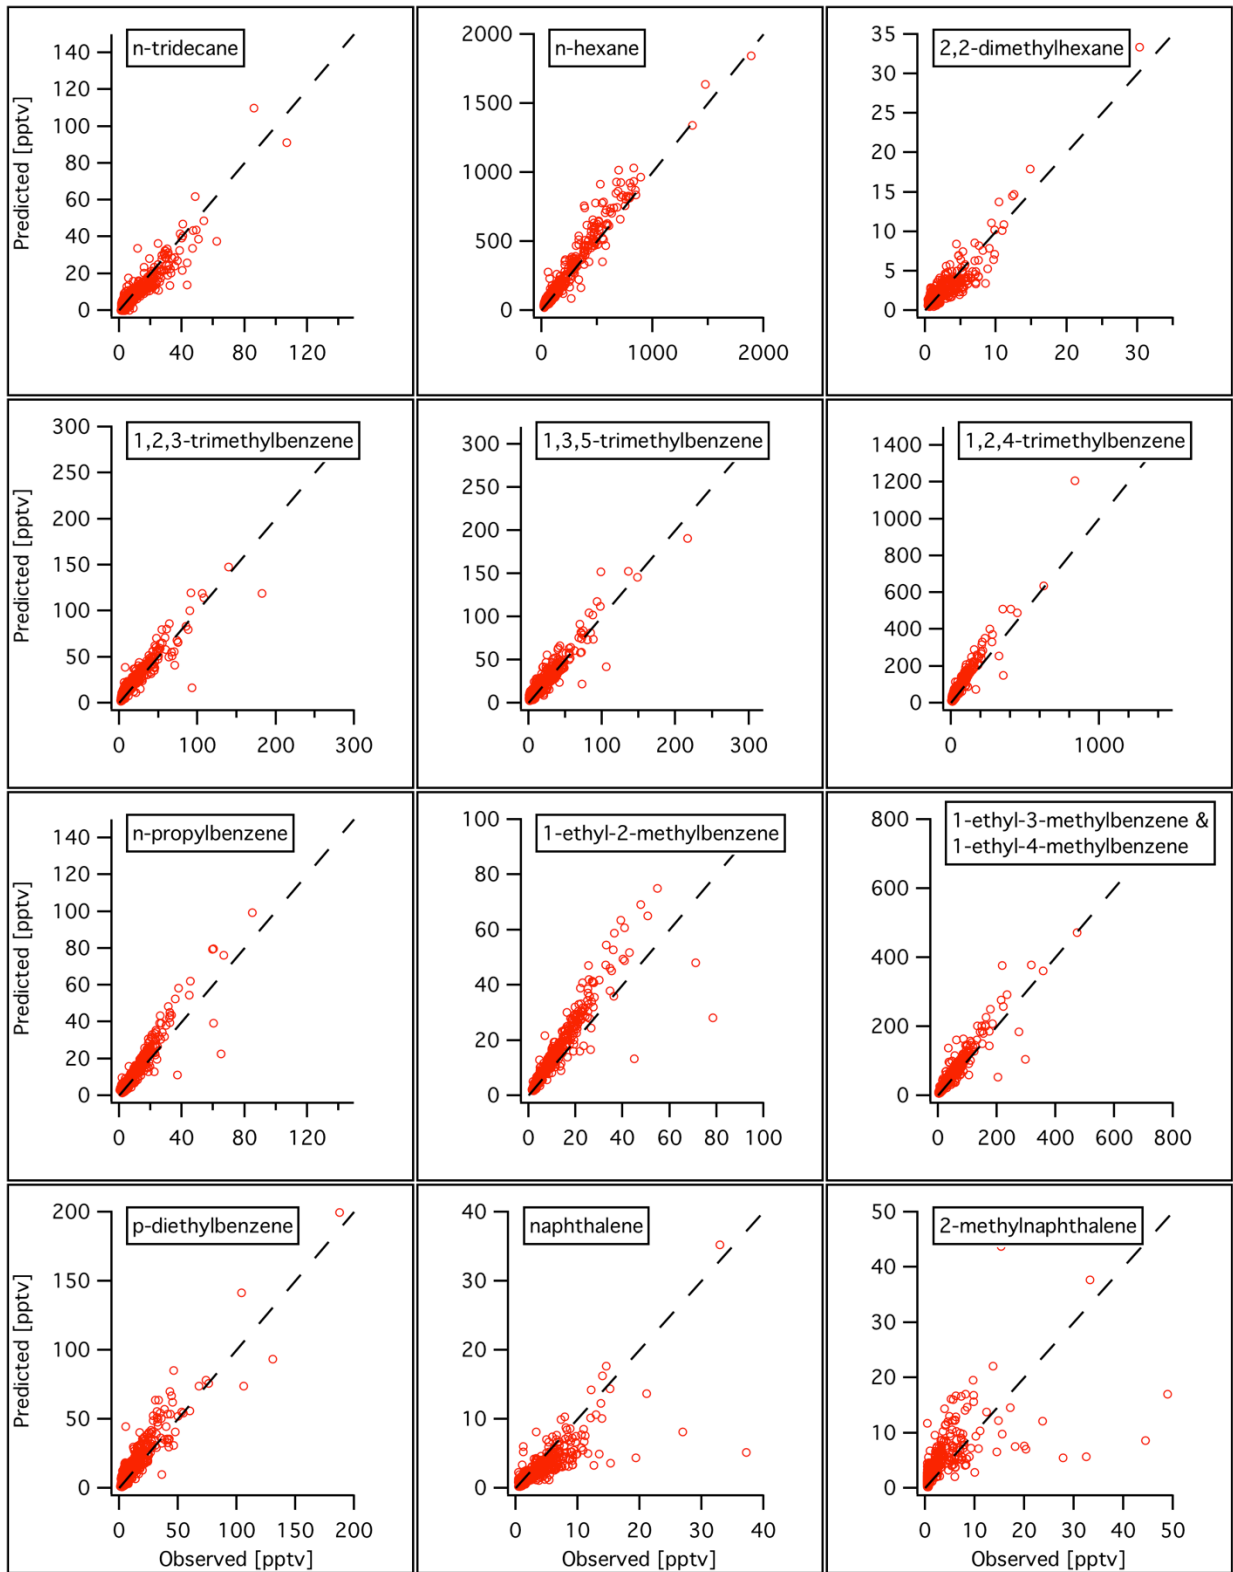 n-tridecane
Predicted [pptv]
140
120
100
80
60
40
20
0
0 40 80 120
n-hexane
2000
1500
1000
500
0
0 1000 2000
2,2-dimethylhexane
35
30
25
20
15
10
5
0
0 10 20 30
1,2,3-trimethylbenzene
Predicted [pptv]
300
250
200
150
100
50
0
0 100 200 300
1,3,5-trimethylbenzene
300
250
200
150
100
50
0
0 100 200 300
1,2,4-trimethylbenzene
1400
1200
1000
800
600
400
200
0
0 1000
n-propylbenzene
Predicted [pptv]
140
120
100
80
60
40
20
0
0 40 80 120
1-ethyl-2-methylbenzene
100
80
60
40
20
0
0 20 40 60 80 100
1-ethyl-3-methylbenzene &
1-ethyl-4-methylbenzene
800
600
400
200
0
0 200 400 600 800
p-diethylbenzene
Predicted [pptv]
200
150
100
50
0
0 50 100 150 200
Observed [pptv]
naphthalene
40
30
20
10
0
0 10 20 30 40
Observed [pptv]
2-methylnaphthalene
50
40
30
20
10
0
0 10 20 30 40 50
Observed [pptv]